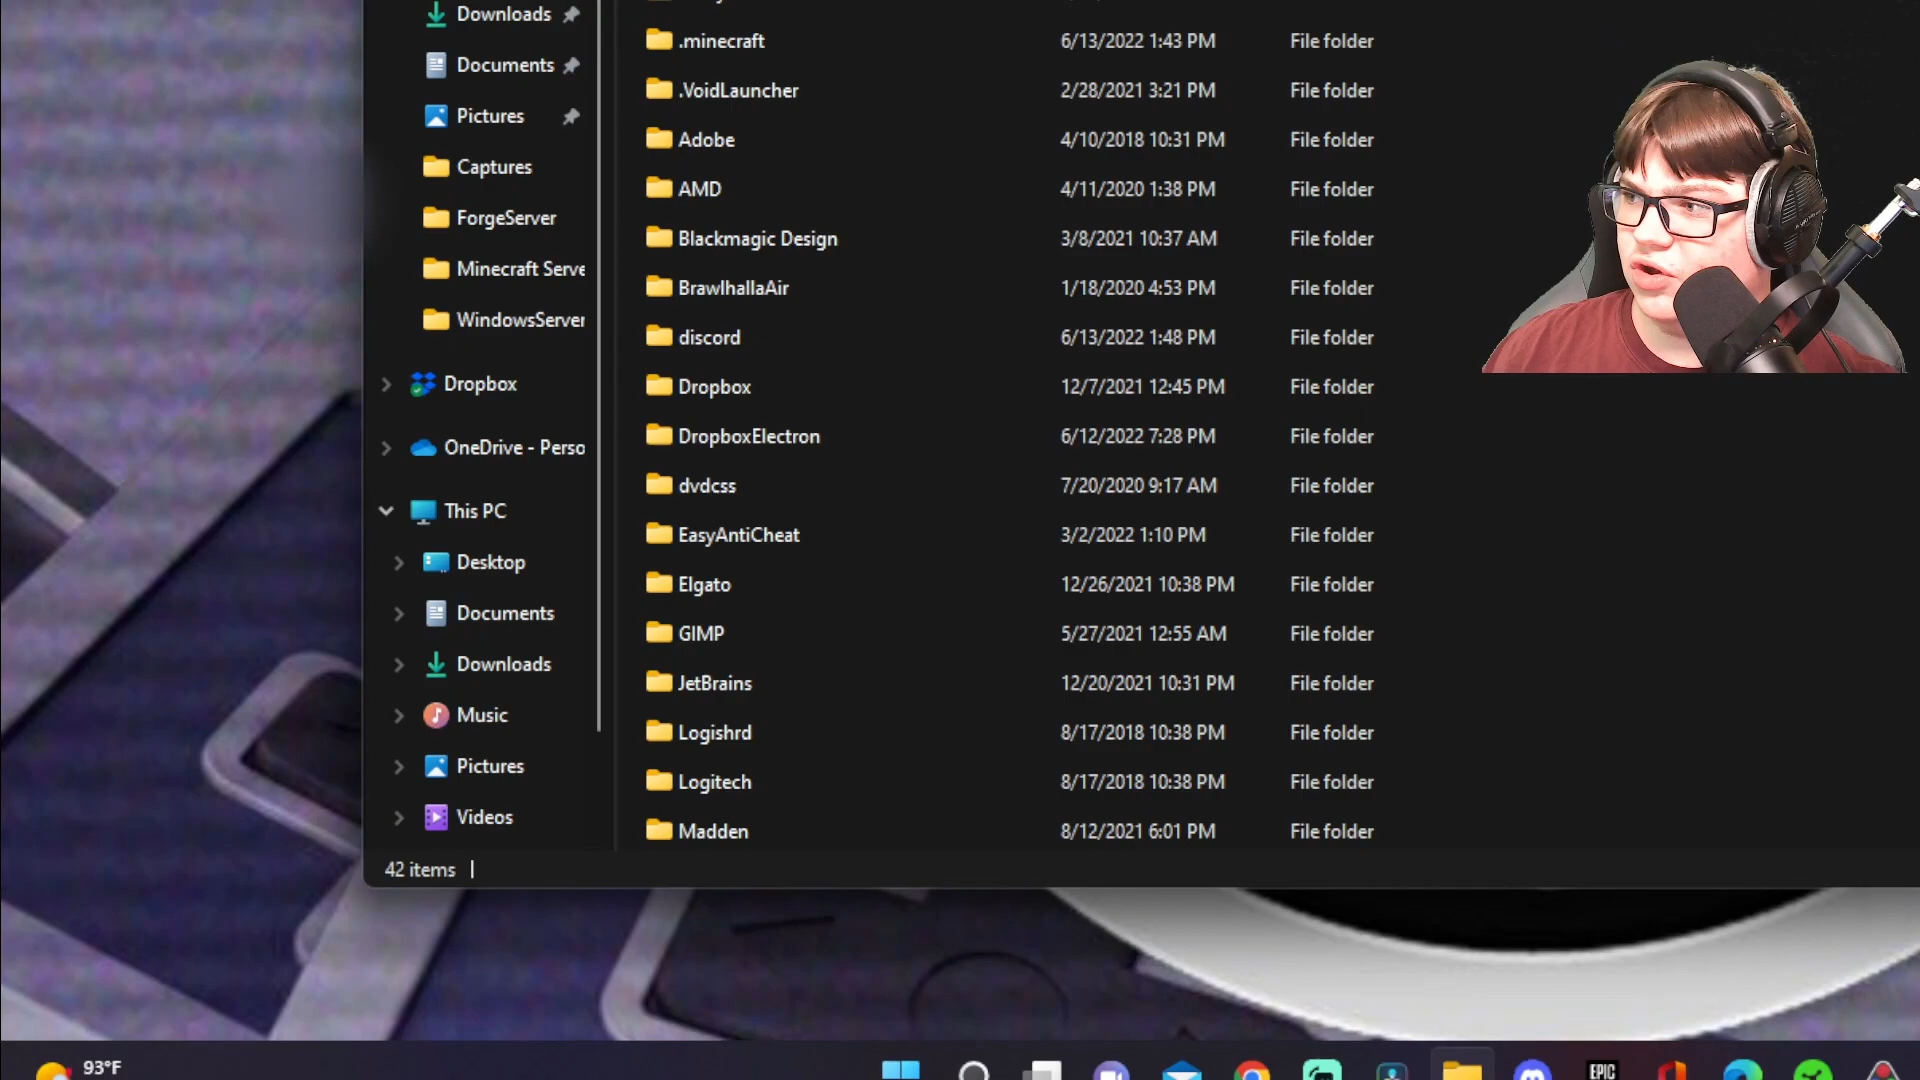 Downloads
Documents
Pictures
Captures
ForgeServer
Minecraft Serve
WindowsServer
Dropbox
OneDrive - Perso
This PC
Desktop
Documents
Downloads
Music
Pictures
Videos
.minecraft 6/13/2022 1:43 PM File folder
.VoidLauncher 2/28/2021 3:21 PM File folder
Adobe 4/10/2018 10:31 PM File folder
AMD 4/11/2020 1:38 PM File folder
Blackmagic Design 3/8/2021 10:37 AM File folder
BrawlhallaAir 1/18/2020 4:53 PM File folder
discord 6/13/2022 1:48 PM File folder
Dropbox 12/7/2021 12:45 PM File folder
DropboxElectron 6/12/2022 7:28 PM File folder
dvdcss 7/20/2020 9:17 AM File folder
EasyAntiCheat 3/2/2022 1:10 PM File folder
Elgato 12/26/2021 10:38 PM File folder
GIMP 5/27/2021 12:55 AM File folder
JetBrains 12/20/2021 10:31 PM File folder
Logishrd 8/17/2018 10:38 PM File folder
Logitech 8/17/2018 10:38 PM File folder
Madden 8/12/2021 6:01 PM File folder
42 items
93°F
EPIC